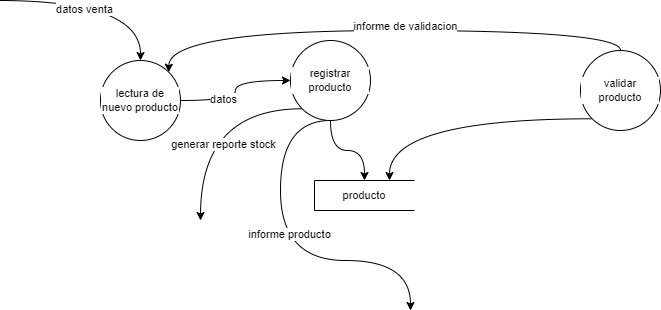 datos venta
informe de validacion
lectura de
nuevo producto
datos
registrar
producto
validar
producto
generar reporte stock
producto
informe producto